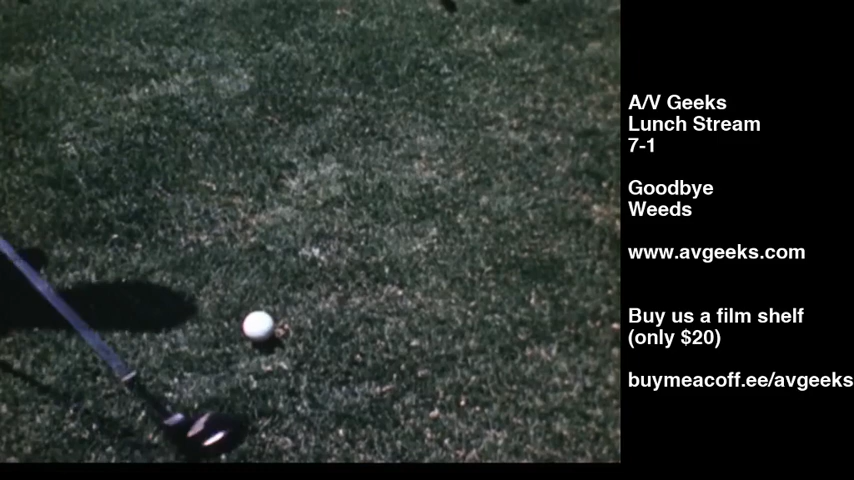 A/V Geeks
Lunch Stream
7-1
Goodbye
Weeds
www.avgeeks.com
Buy us a film shelf
(only $20)
buymeacoff.ee/avgeeks